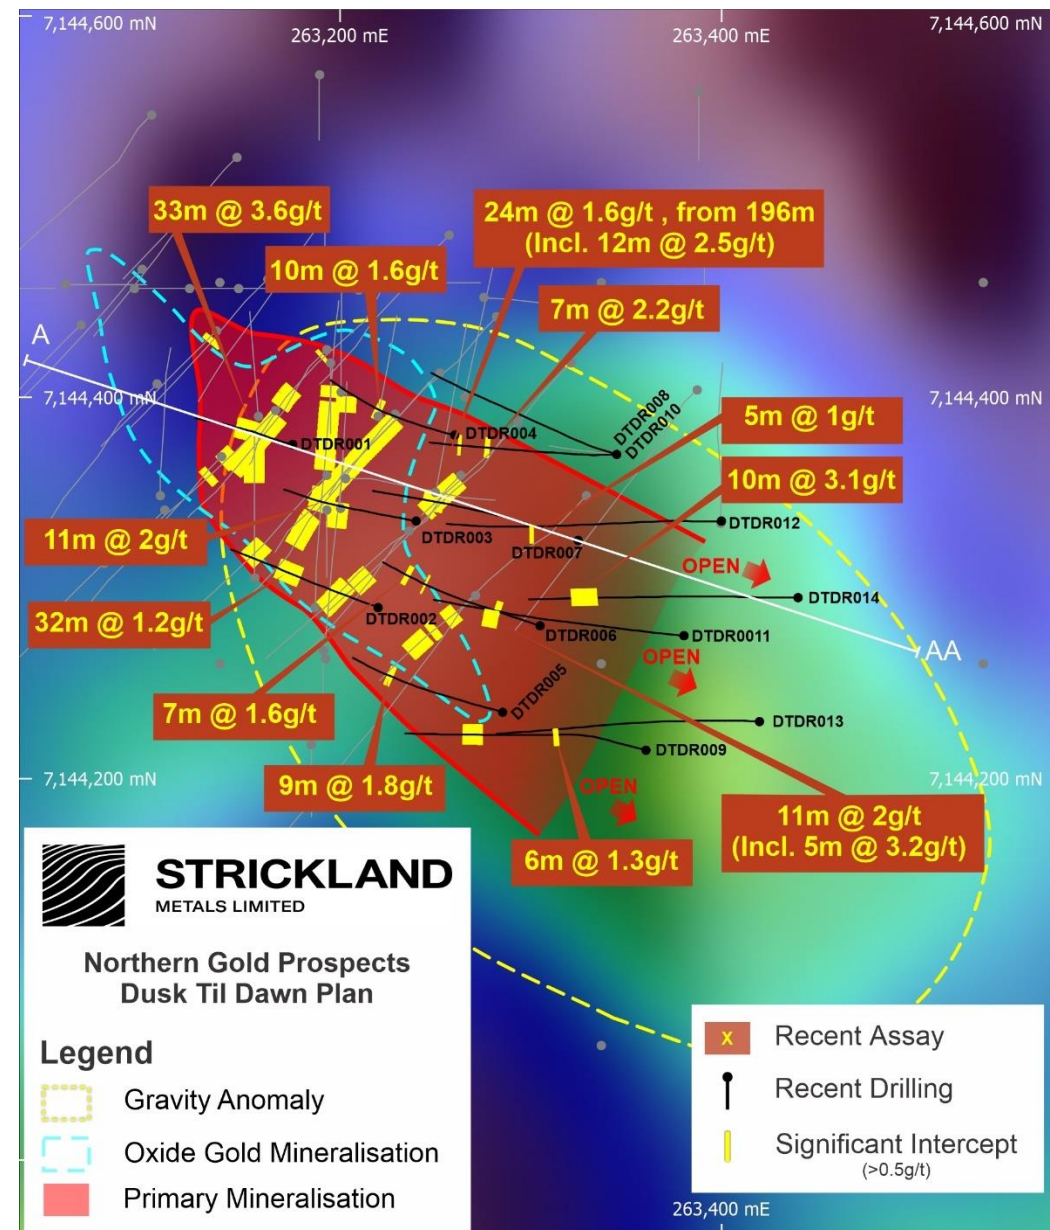 7,144,600 mN
263,200 mE
263,400 mE
7,144,600 mN
33m @ 3.6g/t
24m @ 1.6g/t , from 196m
(Incl. 12m @ 2.5g/t)
10m @ 1.6g/t
7m @ 2.2g/t
A
7,144,400 mN
7,144,400 mN
DTDR008
DTDR010
5m @ 1g/t
DTDR001
DTDR004
10m @ 3.1g/t
11m @ 2g/t
DTDR003
DTDR007
DTDR012
OPEN
DTDR014
32m @ 1.2g/t
DTDR002
DTDR006
DTDR0011
OPEN
AA
7m @ 1.6g/t
DTDR005
DTDR013
DTDR009
7,144,200 mN
9m @ 1.8g/t
OPEN
7,144,200 mN
11m @ 2g/t
(Incl. 5m @ 3.2g/t)
6m @ 1.3g/t
STRICKLAND
METALS LIMITED
Northern Gold Prospects
Dusk Til Dawn Plan
Legend
Gravity Anomaly
Oxide Gold Mineralisation
Primary Mineralisation
x Recent Assay
Recent Drilling
Significant Intercept
(>0.5g/t)
263,400 mE